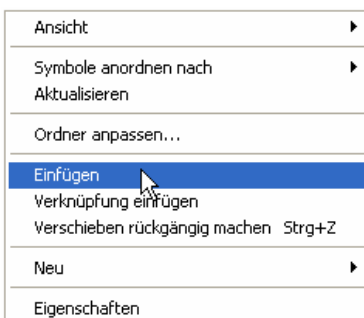 Ansicht
Symbole anordnen nach
Aktualisieren
Ordner anpassen...
Einfügen
Verknüpfung einfügen
Verschieben rückgängig machen Strg+Z
Neu
Eigenschaften